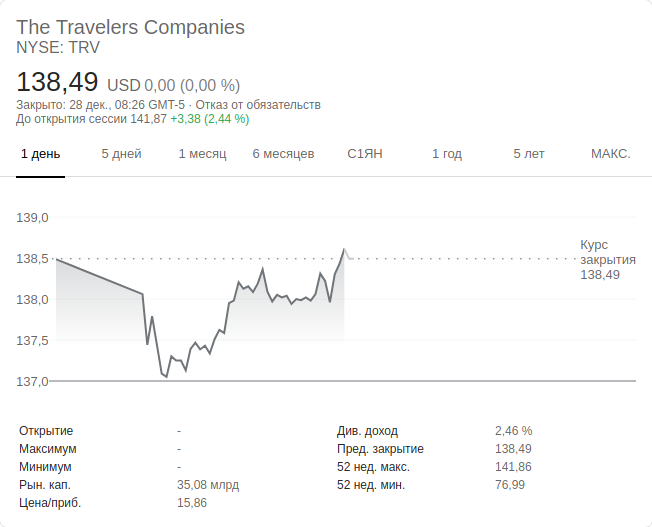 The Travelers Companies
NYSE: TRV
138,49 USD 0,00 (0,00 %)
Закрыто: 28 дек., 08:26 GMT-5 · Отказ от обязательств
До открытия сессии 141,87 +3,38 (2,44 %)
1 день 5 дней 1 месяц 6 месяцев С1ЯН 1 год 5 лет МАКС.
139,0
138,5
138,0
137,5
137,0
Курс
закрытия
138,49
Открытие - Див. доход 2,46 %
Максимум - Пред. закрытие 138,49
Минимум - 52 нед. макс. 141,86
Рын. кап. 35,08 млрд 52 нед. мин. 76,99
Цена/приб. 15,86